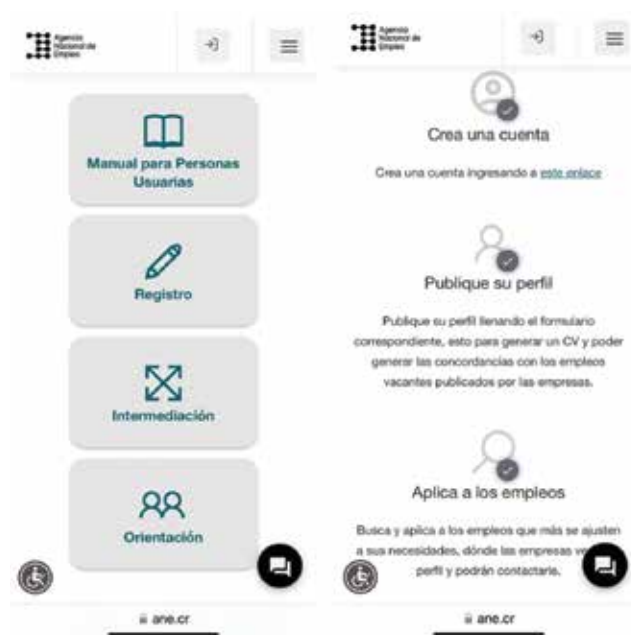 Agencia
Nacional de
Empleo
Manual para Personas
Usuarias
Registro
Intermediación
Orientación
ane.cr
Agencia
Nacional de
Empleo
Crea una cuenta
Crea una cuenta ingresando a este enlace
Publique su perfil
Publique su perfil llenando el formulario
correspondiente, esto para generar un CV y poder
generar las concordancias con los empleos
vacantes publicados por las empresas.
Aplica a los empleos
Busca y aplica a los empleos que más se ajusten
a sus necesidades, dónde las empresas
perfil y podrán contactarle.
ane.cr